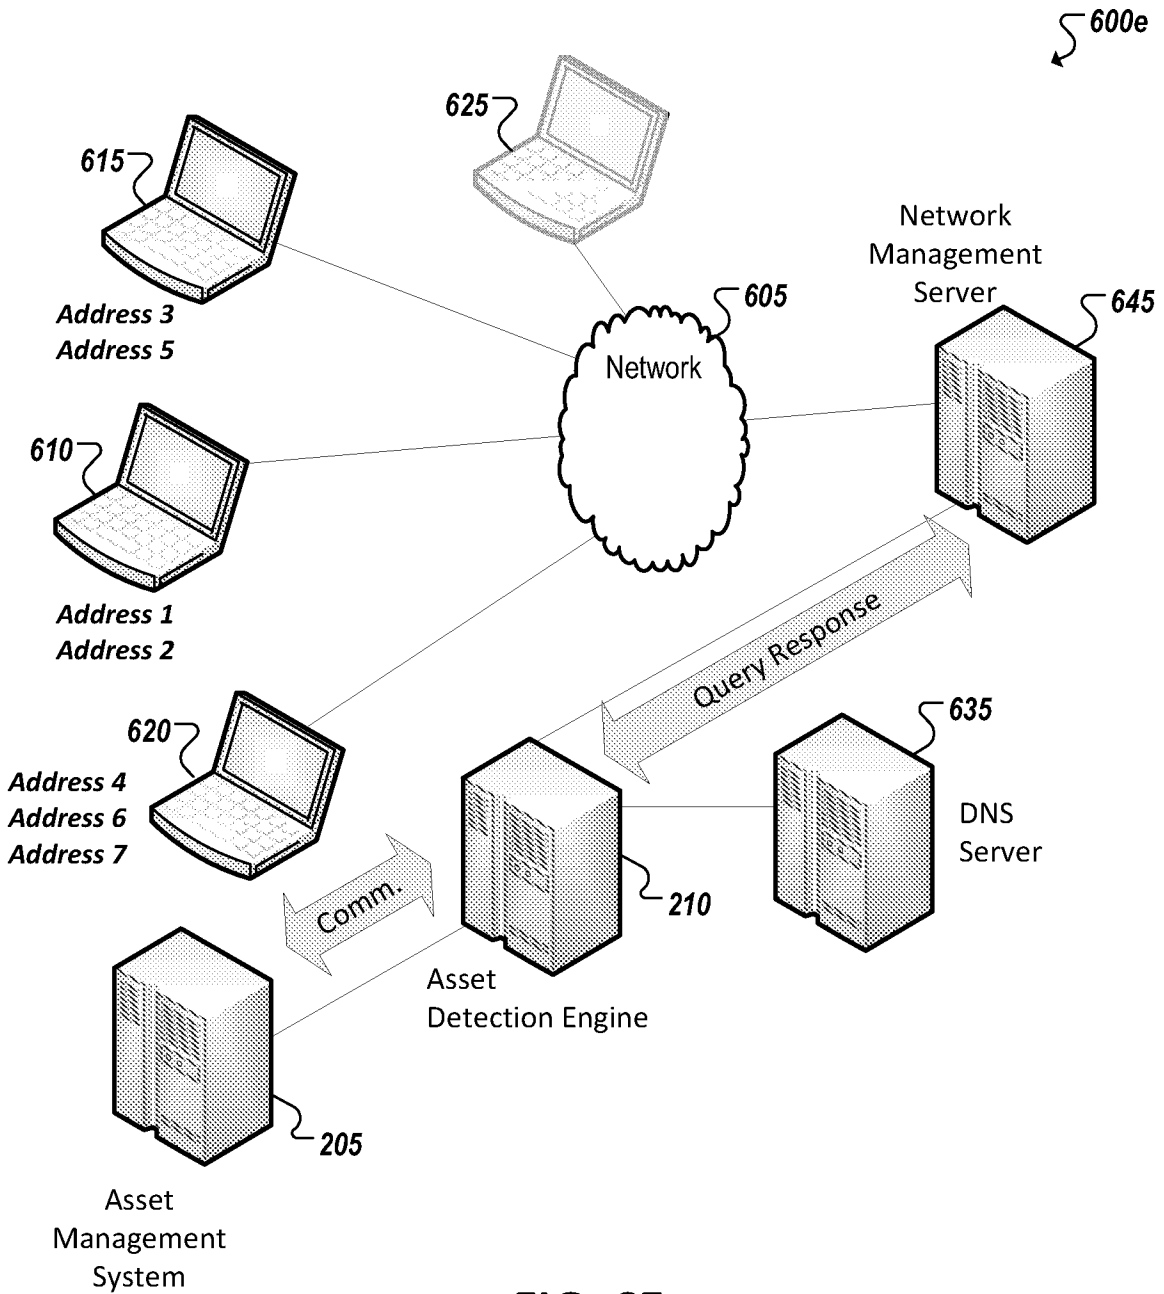 600e
625
615
Network
Management
Server
605
645
Address 3
Address 5
Network
610
Address 1
Address 2
Query Response
635
620
Address 4
Address 6
Address 7
DNS
Server
Comm.
210
Asset
Detection Engine
205
Asset
Management
System